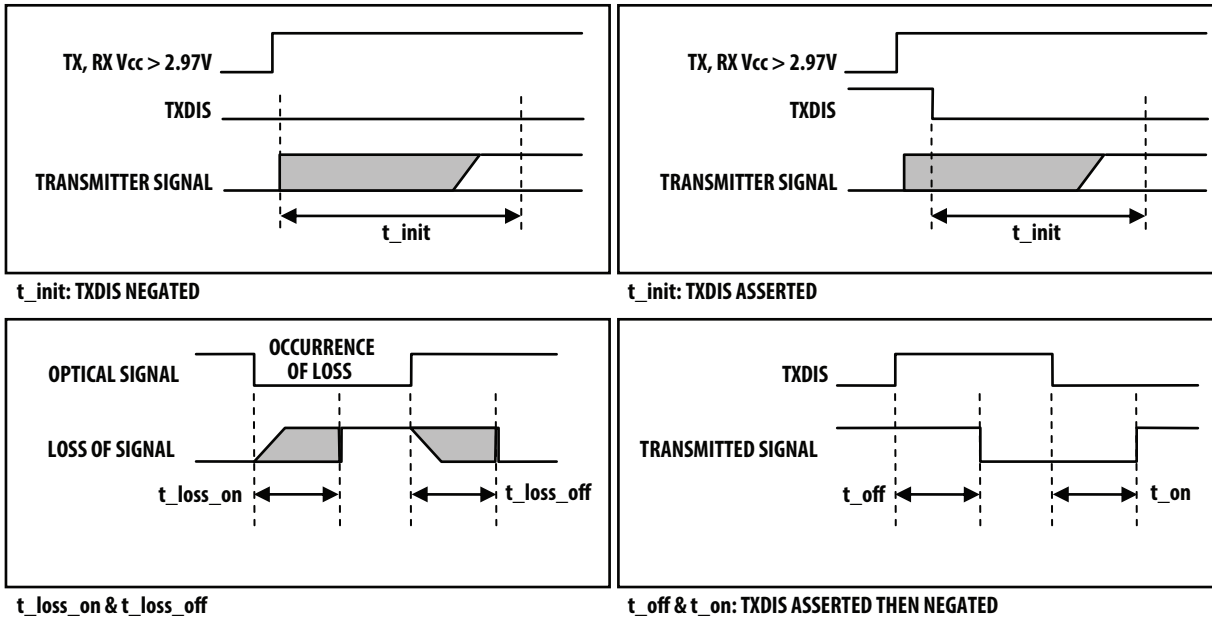 TX, RX Vcc > 2.97V
TXDIS
TRANSMITTER SIGNAL
t_init
t_init: TXDIS NEGATED
TX, RX Vcc > 2.97V
TXDIS
TRANSMITTER SIGNAL
t_init
t_init: TXDIS ASSERTED
OPTICAL SIGNAL
OCCURRENCE
OF LOSS
LOSS OF SIGNAL
t_loss_on
t_loss_off
t_loss_on & t_loss_off
TXDIS
TRANSMITTED SIGNAL
t_off
t_on
t_off & t_on: TXDIS ASSERTED THEN NEGATED